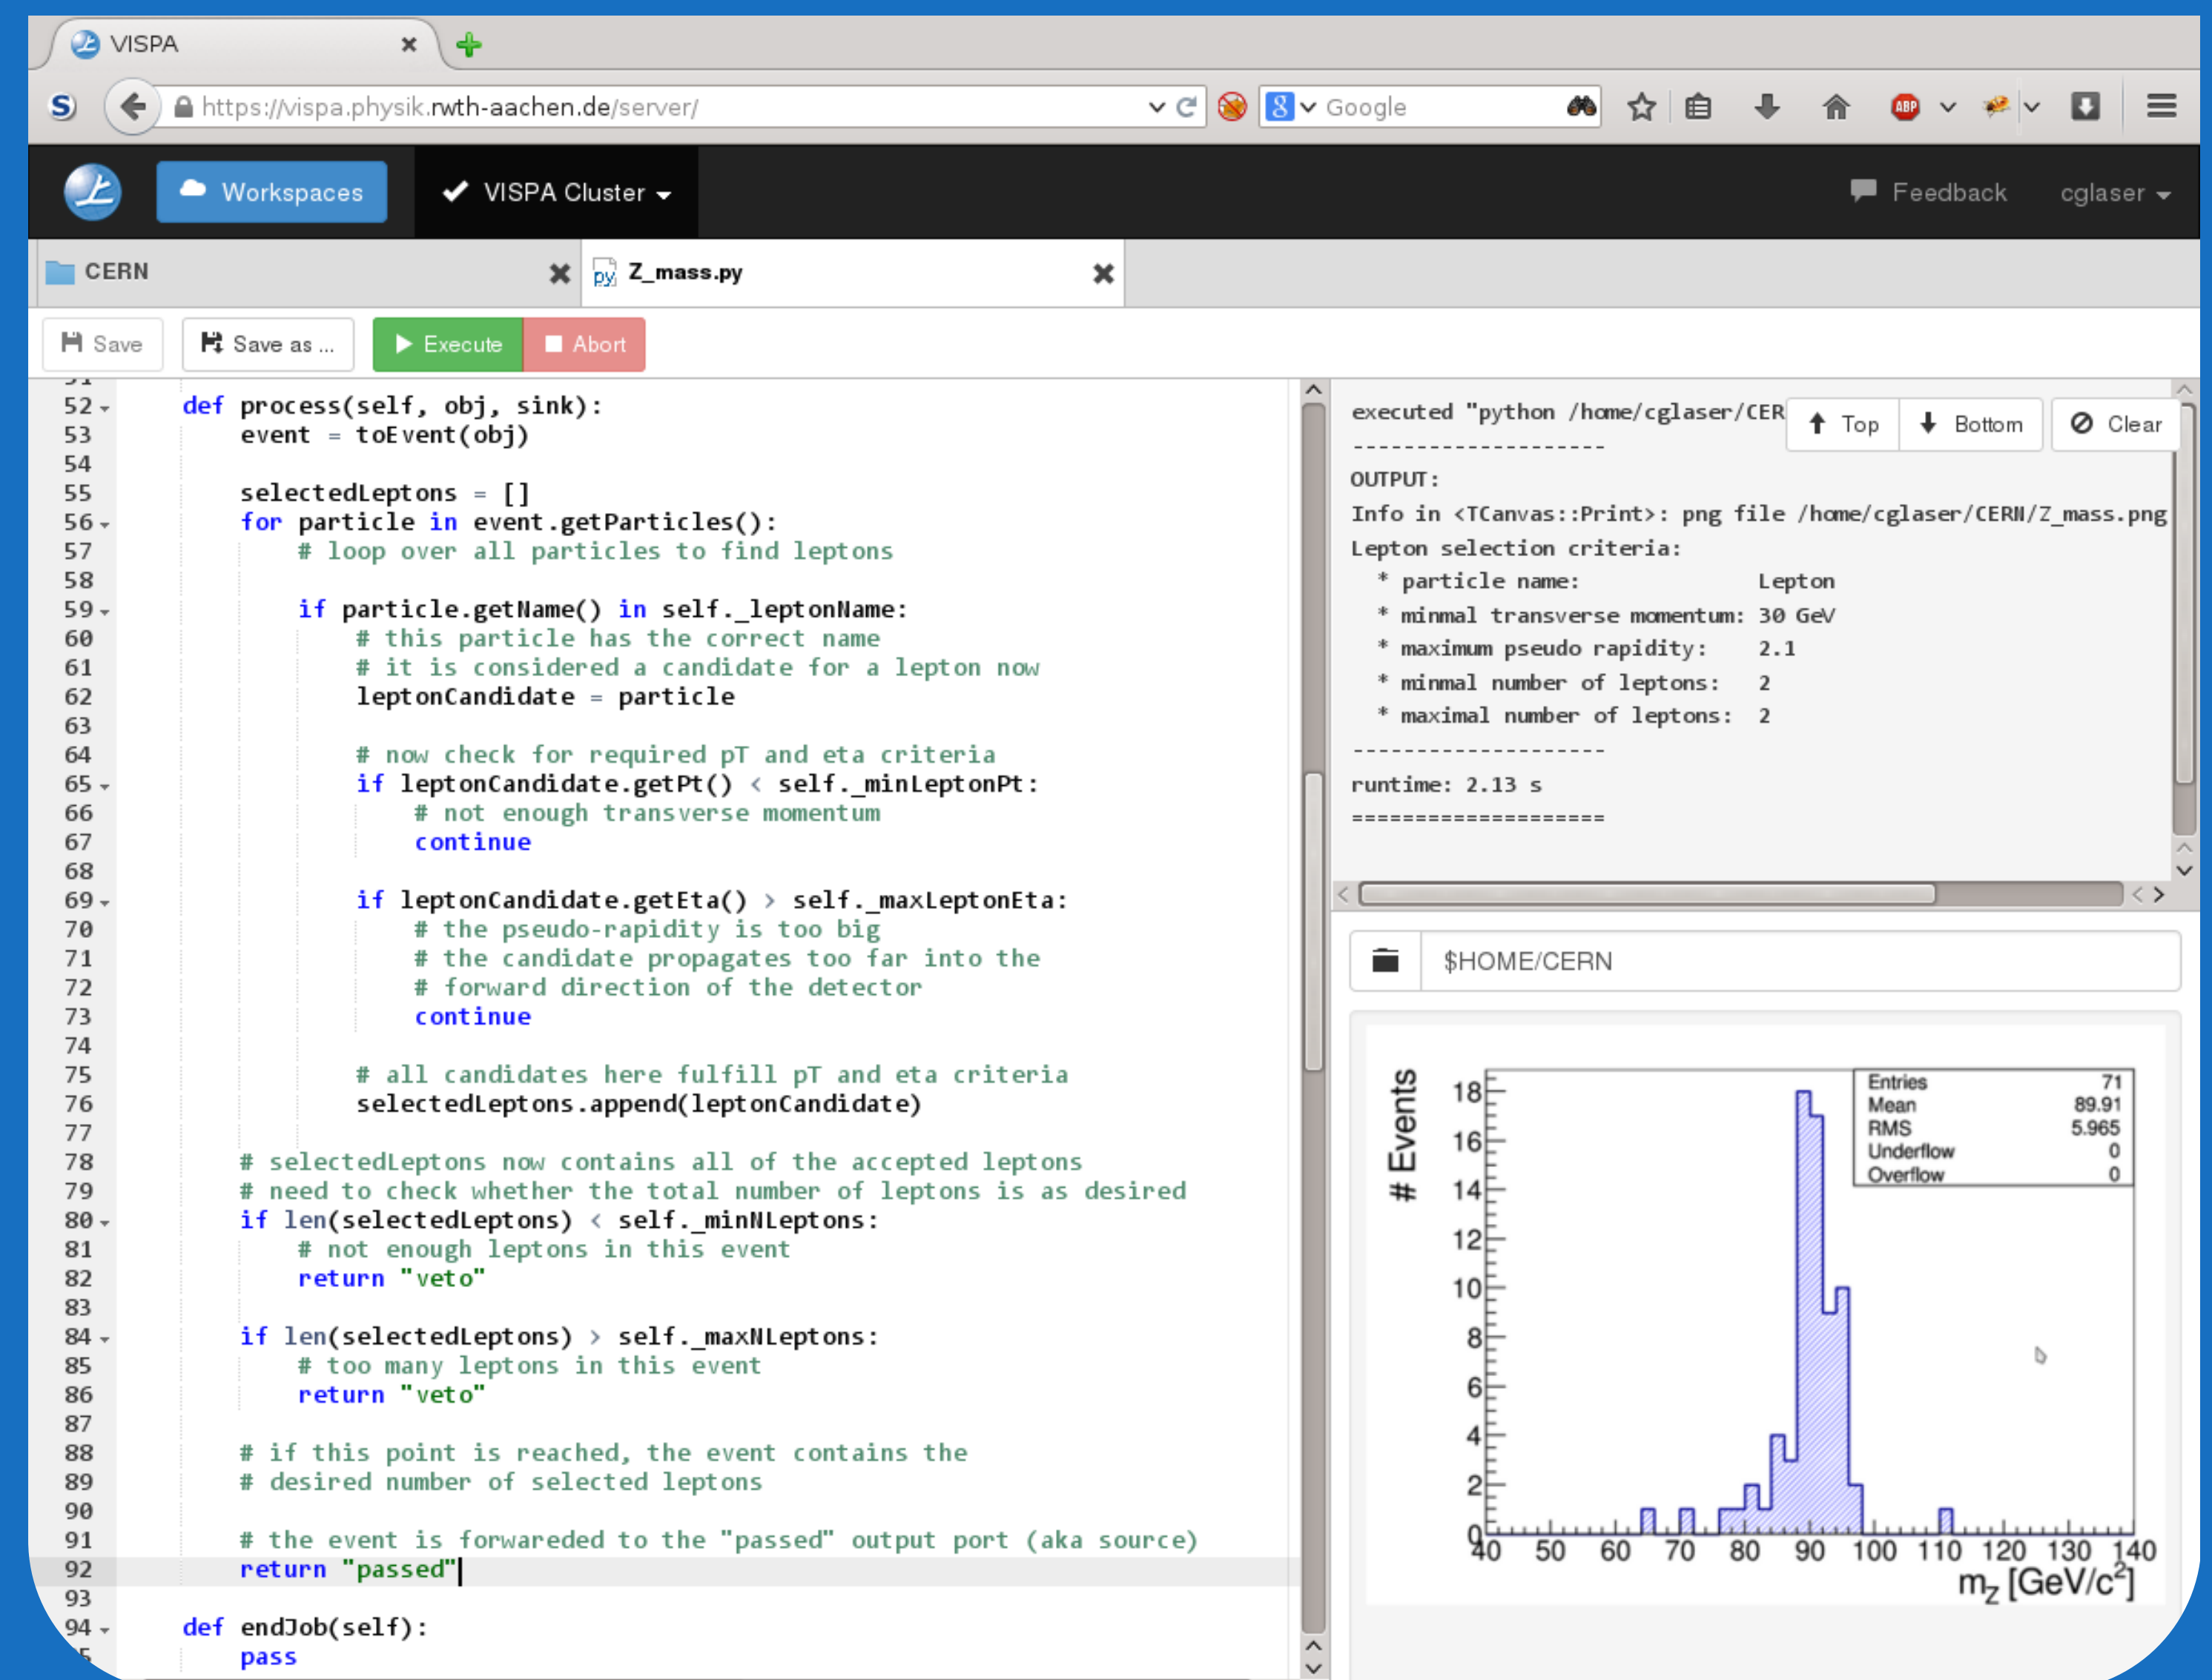 VISPA
S
https://vispa.physik.rwth-aachen.de/server/
8 Google
ABP
Workspaces
VISPA Cluster
Feedback
cglaser
CERN
py Z_mass.py
Save
Save as ...
Execute
Abort
52 def process(self, obj, sink):
53 event = toEvent(obj)
54
55 selectedLeptons = []
56 for particle in event.getParticles():
57 # loop over all particles to find leptons
58
59 if particle.getName() in self._leptonName:
60 # this particle has the correct name
61 # it is considered a candidate for a lepton now
62 leptonCandidate = particle
63
64 # now check for required pT and eta criteria
65 if leptonCandidate.getPt() < self._minLeptonPt:
66 # not enough transverse momentum
67 continue
68
69 if leptonCandidate.getEta() > self._maxLeptonEta:
70 # the pseudo-rapidity is too big
71 # the candidate propagates too far into the
72 # forward direction of the detector
73 continue
74
75 # all candidates here fulfill pT and eta criteria
76 selectedLeptons.append(leptonCandidate)
77
78 # selectedLeptons now contains all of the accepted leptons
79 # need to check whether the total number of leptons is as desired
80 if len(selectedLeptons) < self._minNLeptons:
81 # not enough leptons in this event
82 return "veto"
83
84 if len(selectedLeptons) > self._maxNLeptons:
85 # too many leptons in this event
86 return "veto"
87
88 # if this point is reached, the event contains the
89 # desired number of selected leptons
90
91 # the event is forwareded to the "passed" output port (aka source)
92 return "passed"
93
94 def endJob(self):
pass
executed "python /home/cglaser/CER
Top
Bottom
Clear
--------------------
OUTPUT:
Info in <TCanvas::Print>: png file /home/cglaser/CERN/Z_mass.png
Lepton selection criteria:
* particle name: Lepton
* minmal transverse momentum: 30 GeV
* maximum pseudo rapidity: 2.1
* minmal number of leptons: 2
* maximal number of leptons: 2
--------------------
runtime: 2.13 s
====================
$HOME/CERN
# Events
18
16
14
12
10
8
6
4
2
0
Entries 71
Mean 89.91
RMS 5.965
Underflow 0
Overflow 0
40 50 60 70 80 90 100 110 120 130 140
m_Z [GeV/c²]